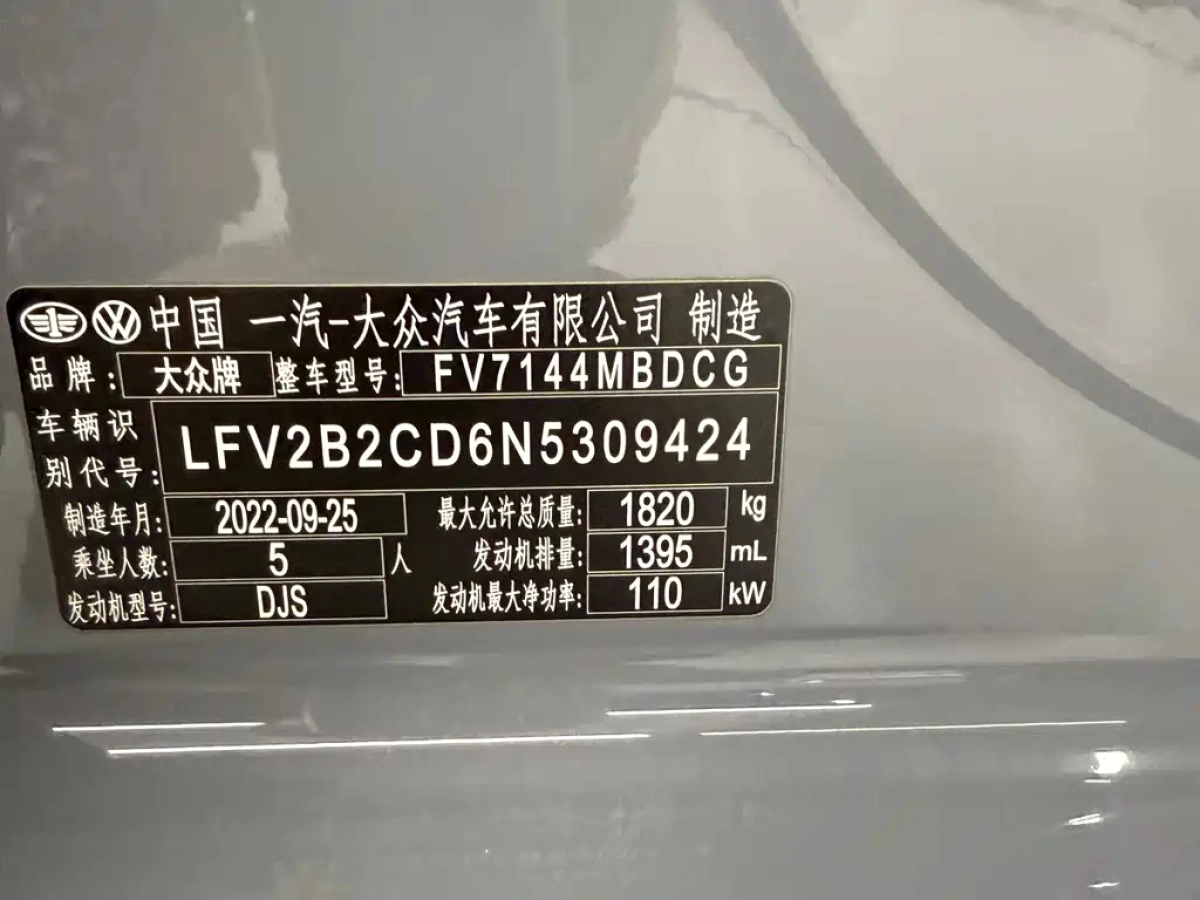 中国 一汽-大众汽车有限公司 制造
品牌: 大众牌 整车型号: FV7144MBDCG
车辆识别代号: LFV2B2CD6N5309424
制造年月: 2022-09-25 最大允许总质量: 1820 kg
乘坐人数: 5 人 发动机排量: 1395 mL
发动机型号: DJS 发动机最大净功率: 110 kW